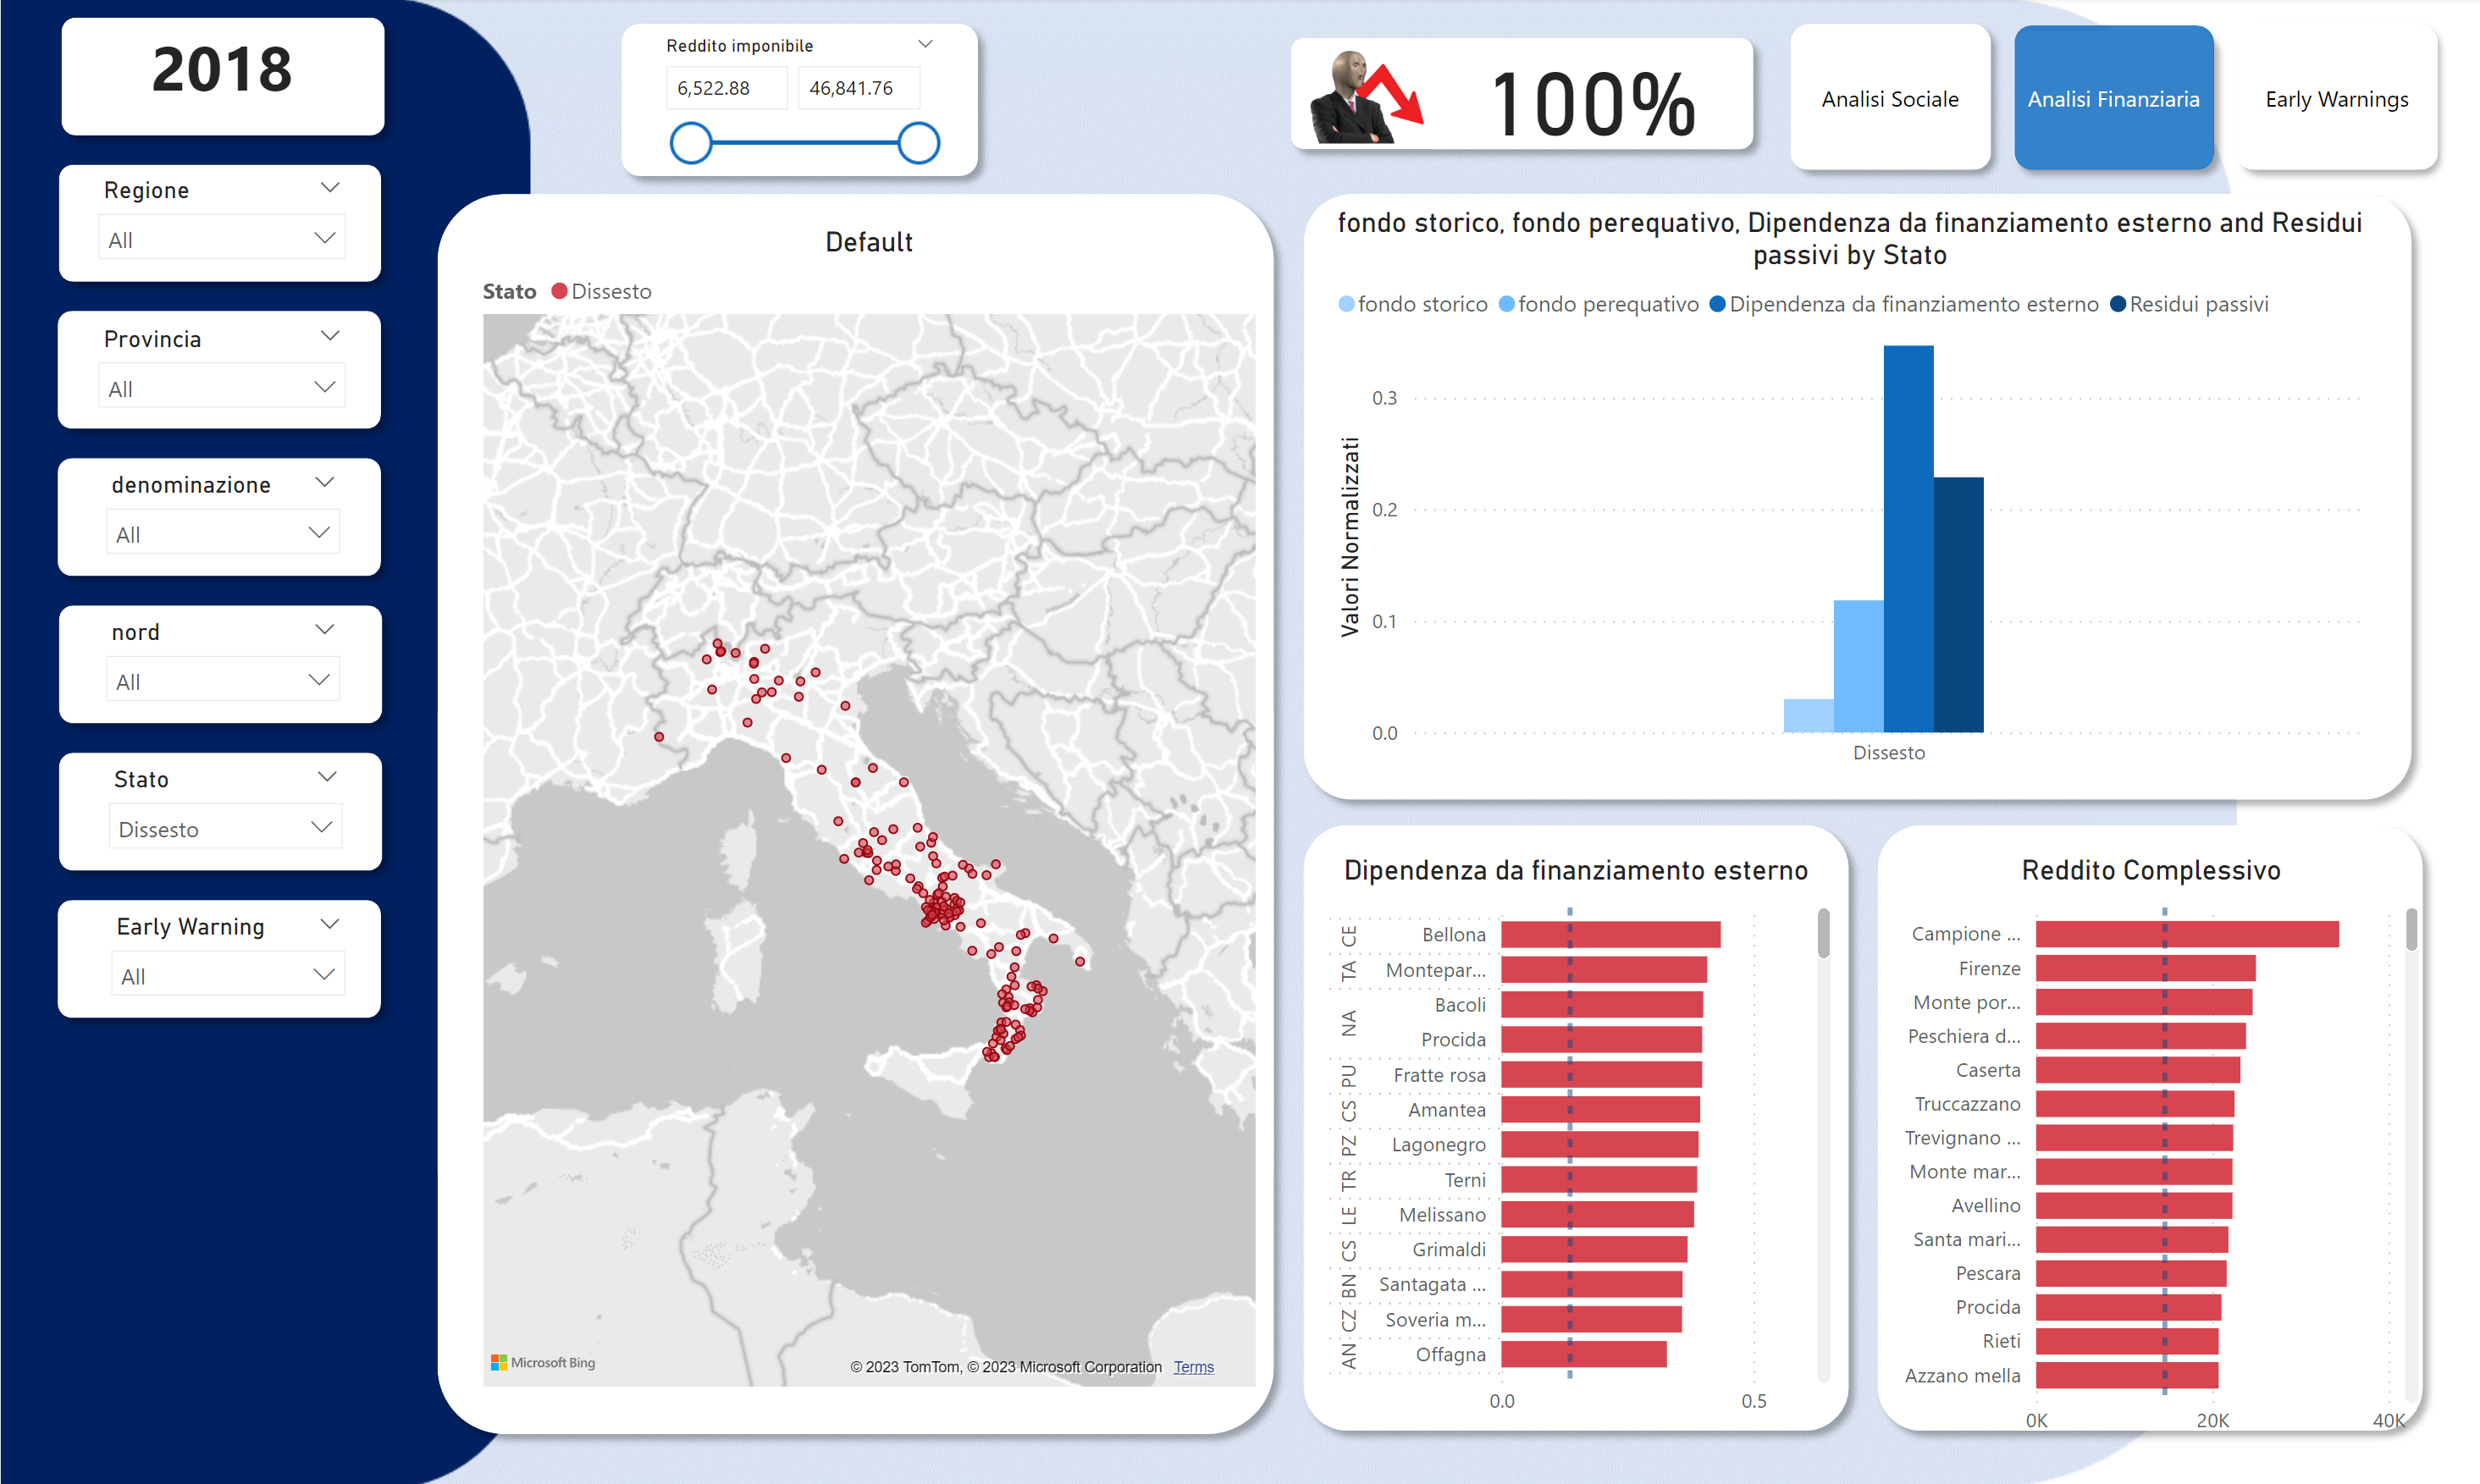 2018
Reddito imponibile
6,522.88 46,841.76
100%
Analisi Sociale
Analisi Finanziaria
Early Warnings
Regione
All
Provincia
All
denominazione
All
nord
All
Stato
Dissesto
Early Warning
All
Default
Stato Dissesto
Microsoft Bing
© 2023 TomTom, © 2023 Microsoft Corporation Terms
fondo storico, fondo perequativo, Dipendenza da finanziamento esterno and Residui
passivi by Stato
fondo storico fondo perequativo Dipendenza da finanziamento esterno Residui passivi
Valori Normalizzati
0.3
0.2
0.1
0.0
Dissesto
Dipendenza da finanziamento esterno
CE Bellona
TA Montepar...
NA Bacoli
Procida
PU Fratte rosa
CS Amantea
PZ Lagonegro
TR Terni
LE Melissano
CS Grimaldi
BN Santagata ...
CZ Soveria m...
AN Offagna
0.0 0.5
Reddito Complessivo
Campione ...
Firenze
Monte por...
Peschiera d...
Caserta
Truccazzano
Trevignano ...
Monte mar...
Avellino
Santa mari...
Pescara
Procida
Rieti
Azzano mella
0K 20K 40K